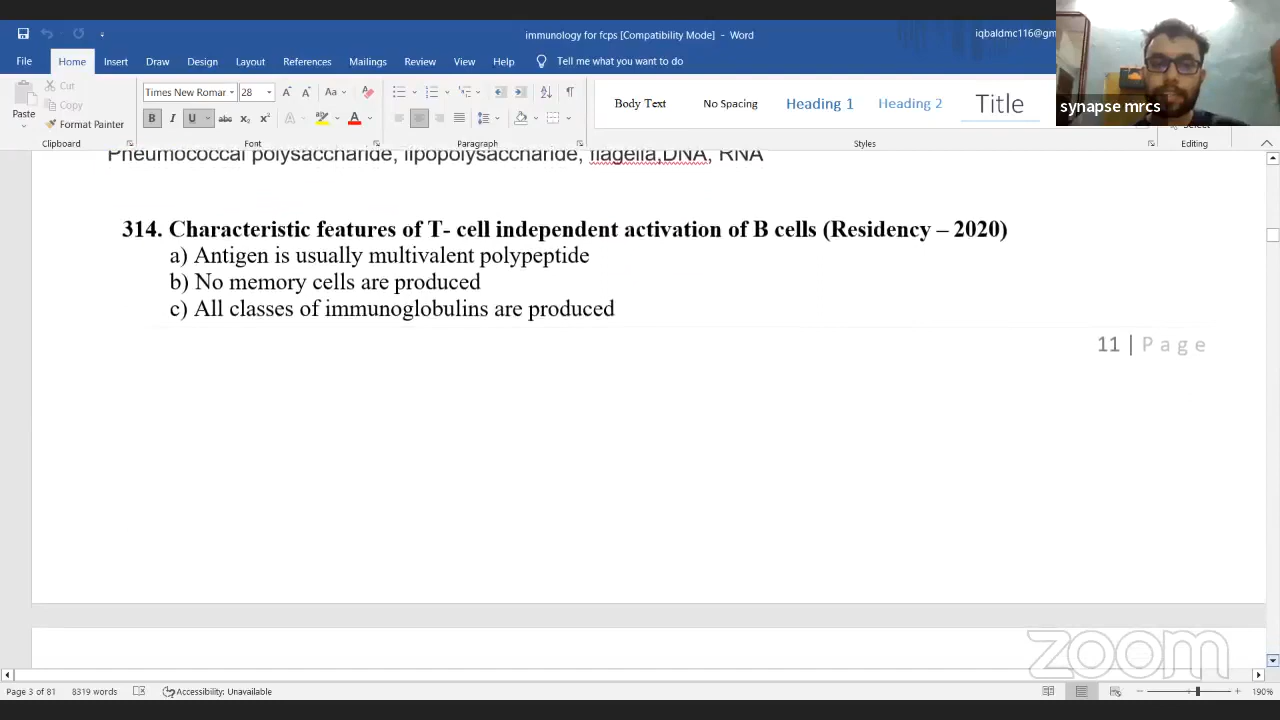 immunology for fcps [Compatibility Mode] - Word
iqbaldmc116@gm
File Home Insert Draw Design Layout References Mailings Review View Help Tell me what you want to do
Cut
Copy
Paste
Format Painter
Times New Romar 28
Body Text No Spacing Heading 1 Heading 2 Title
synapse mrcs
Clipboard Font Paragraph Styles Editing
Pneumococcal polysaccharide, lipopolysaccharide, flagella,DNA, RNA
314. Characteristic features of T- cell independent activation of B cells (Residency – 2020)
a) Antigen is usually multivalent polypeptide
b) No memory cells are produced
c) All classes of immunoglobulins are produced
11 | Page
zoom
Page 3 of 81 8319 words Accessibility: Unavailable 190%